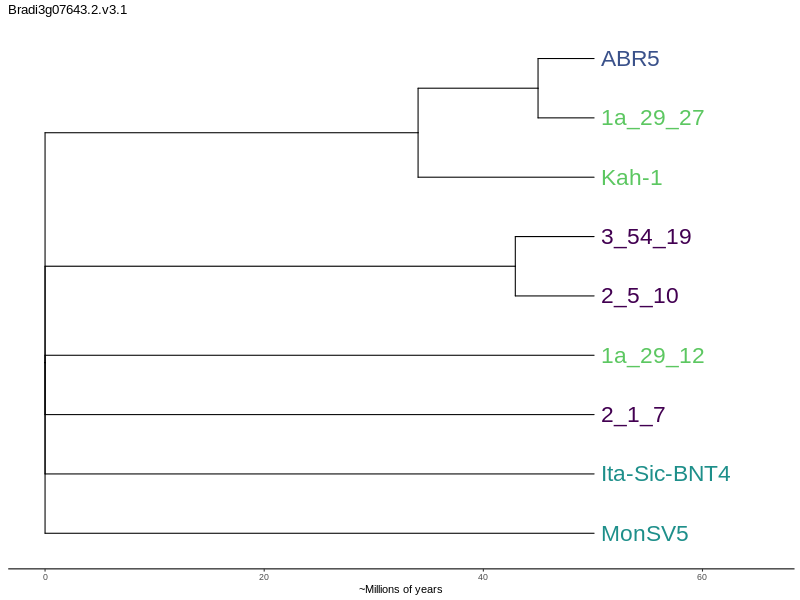 Bradi3g07643.2.v3.1
ABR5
1a_29_27
Kah-1
3_54_19
2_5_10
1a_29_12
2_1_7
Ita-Sic-BNT4
MonSV5
0 20 40 60
~Millions of years